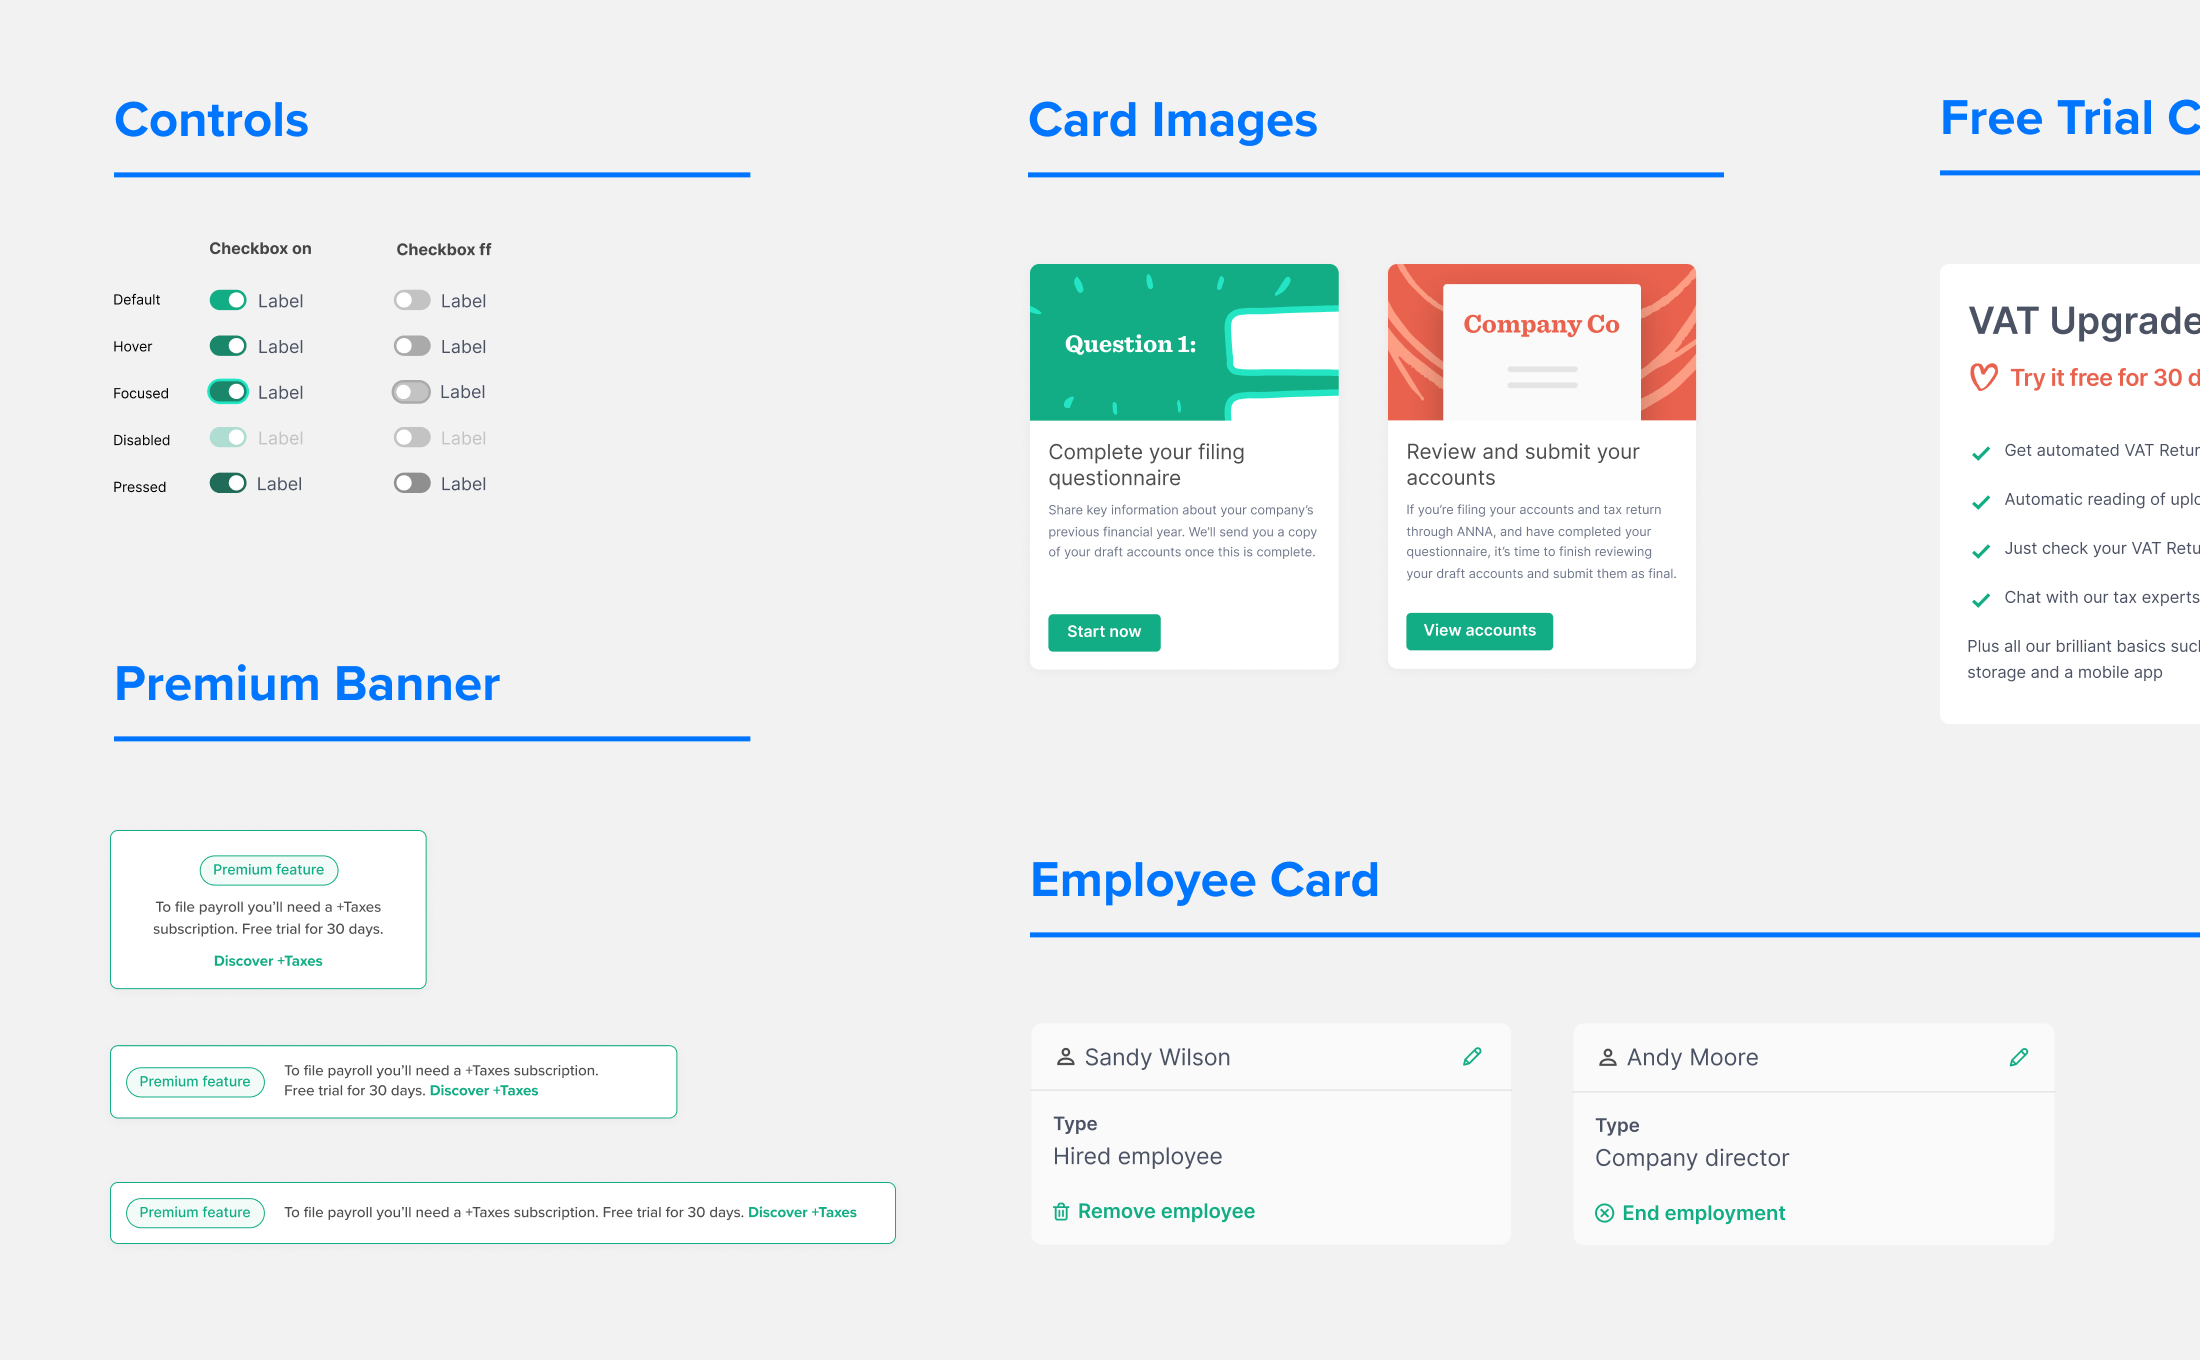 Controls
Checkbox on
Checkbox ff
Default
Label
Label
Hover
Label
Label
Focused
Label
Label
Disabled
Label
Label
Pressed
Label
Label
Premium Banner
Premium feature
To file payroll you'll need a +Taxes
subscription. Free trial for 30 days.
Discover +Taxes
Premium feature
To file payroll you'll need a +Taxes subscription.
Free trial for 30 days. Discover +Taxes
Premium feature
To file payroll you'll need a +Taxes subscription. Free trial for 30 days. Discover +Taxes
Card Images
Question 1:
Complete your filing
questionnaire
Share key information about your company's
previous financial year. We'll send you a copy
of your draft accounts once this is complete.
Start now
Company Co
Review and submit your
accounts
If you're filing your accounts and tax return
through ANNA, and have completed your
questionnaire, it's time to finish reviewing
your draft accounts and submit them as final.
View accounts
Free Trial
VAT Upgrade
Try it free for 30
Get automated VAT
Automatic reading of
Just check your VAT
Chat with our tax experts
Plus all our brilliant basics
storage and a mobile app
Employee Card
Sandy Wilson
Type
Hired employee
Remove employee
Andy Moore
Type
Company director
End employment